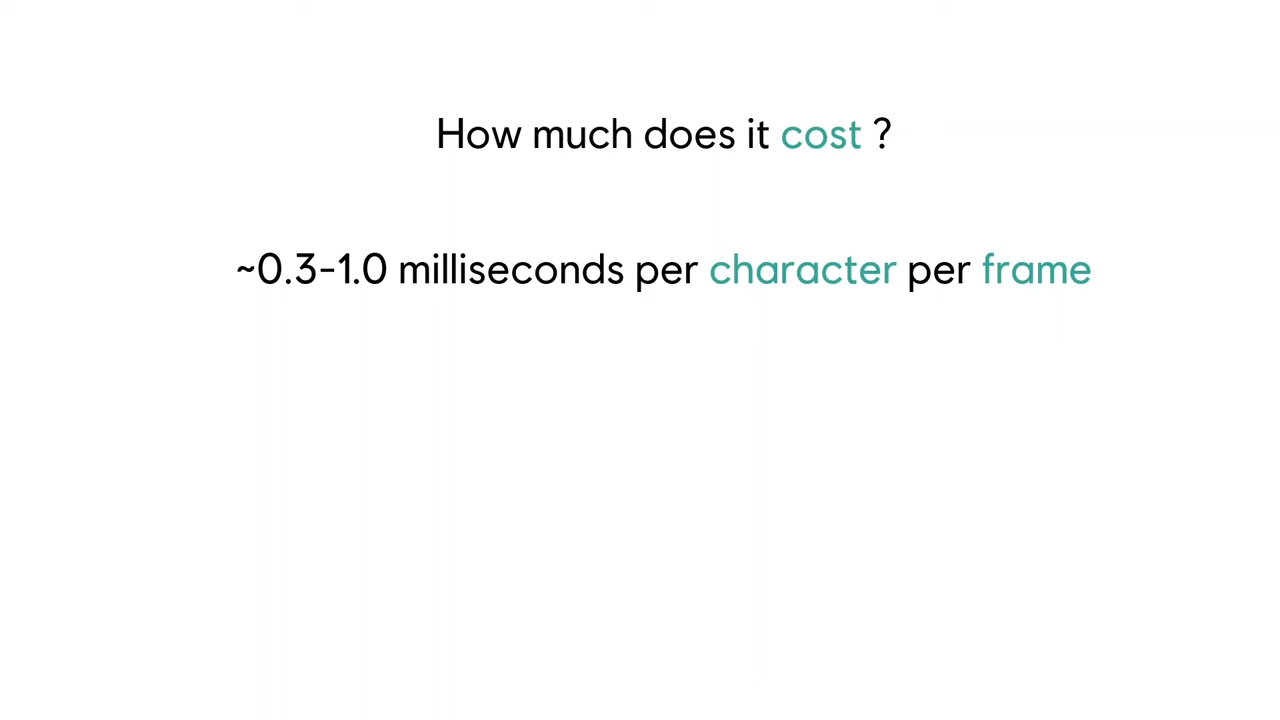 How much does it cost ?
~0.3-1.0 milliseconds per character per frame